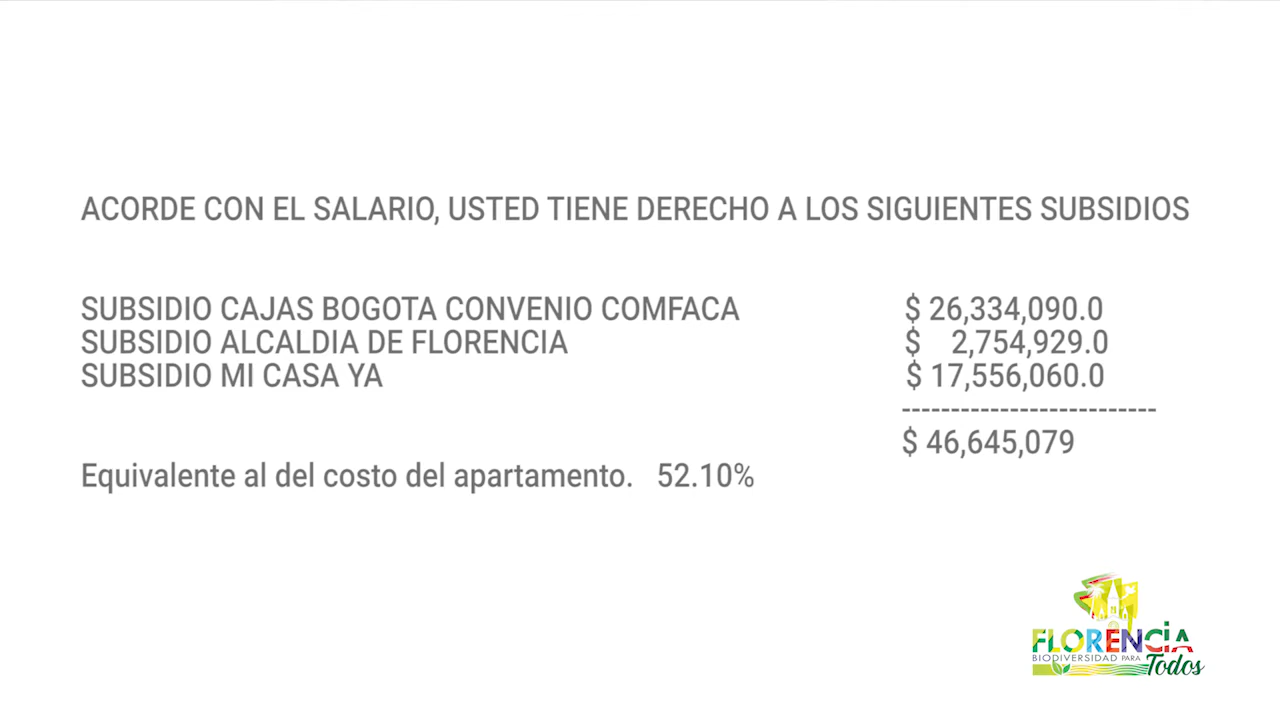 ACORDE CON EL SALARIO, USTED TIENE DERECHO A LOS SIGUIENTES SUBSIDIOS
SUBSIDIO CAJAS BOGOTA CONVENIO COMFACA $ 26,334,090.0
SUBSIDIO ALCALDIA DE FLORENCIA $ 2,754,929.0
SUBSIDIO MI CASA YA $ 17,556,060.0
--------------------------
$ 46,645,079
Equivalente al del costo del apartamento. 52.10%
FLORENCIA
BIODIVERSIDAD PARA
Todos